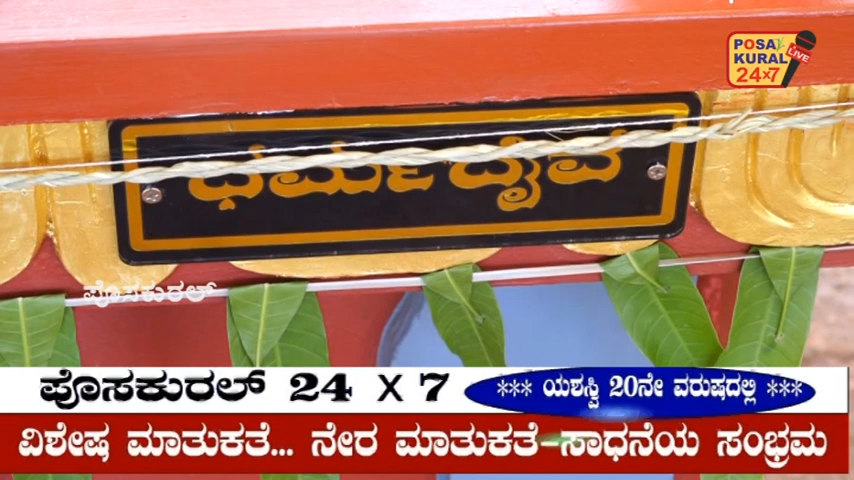 POSA
KURAL
24x7
LIVE
ಧರ್ಮದೈವ
ಪೊಸಕುರಲ್
ಪೊಸಕುರಲ್ 24 X 7
*** ಯಶಸ್ವಿ 20ನೇ ವರುಷದಲ್ಲಿ ***
ವಿಶೇಷ ಮಾತುಕತೆ... ನೇರ ಮಾತುಕತೆ-ಸಾಧನೆಯ ಸಂಭ್ರಮ